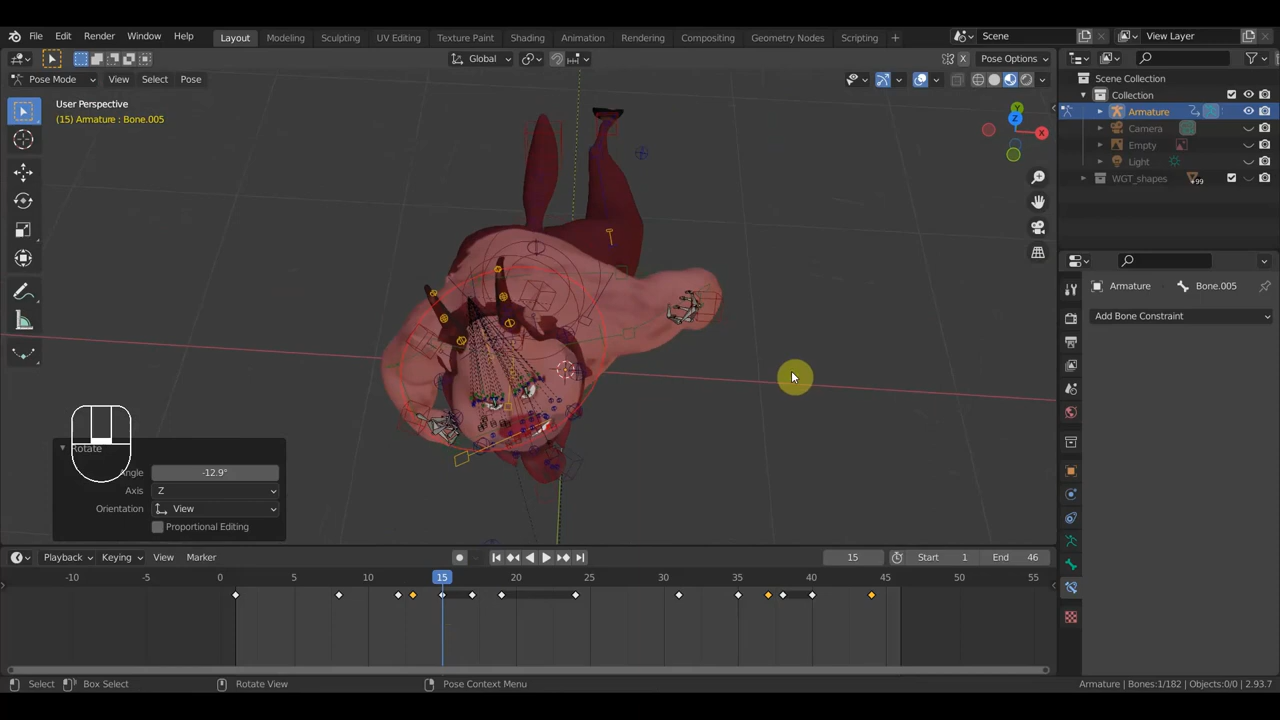 File Edit Render Window Help Layout Modeling Sculpting UV Editing Texture Paint Shading Animation Rendering Compositing Geometry Nodes Scripting + Scene View Layer
Global Pose Options
Pose Mode View Select Pose
User Perspective
(15) Armature : Bone.005
Z
Y
X
Scene Collection
Collection
Armature
Camera
Empty
Light
WGT_shapes 99
Armature Bone.005
Add Bone Constraint
Rotate
Angle -12.9°
Axis Z
Orientation View
Proportional Editing
Playback Keying View Marker 15 Start 1 End 46
-10 -5 0 5 10 15 20 25 30 35 40 45 50 55
Select Box Select Rotate View Pose Context Menu Armature | Bones:1/182 | Objects:0/0 | 2.93.7